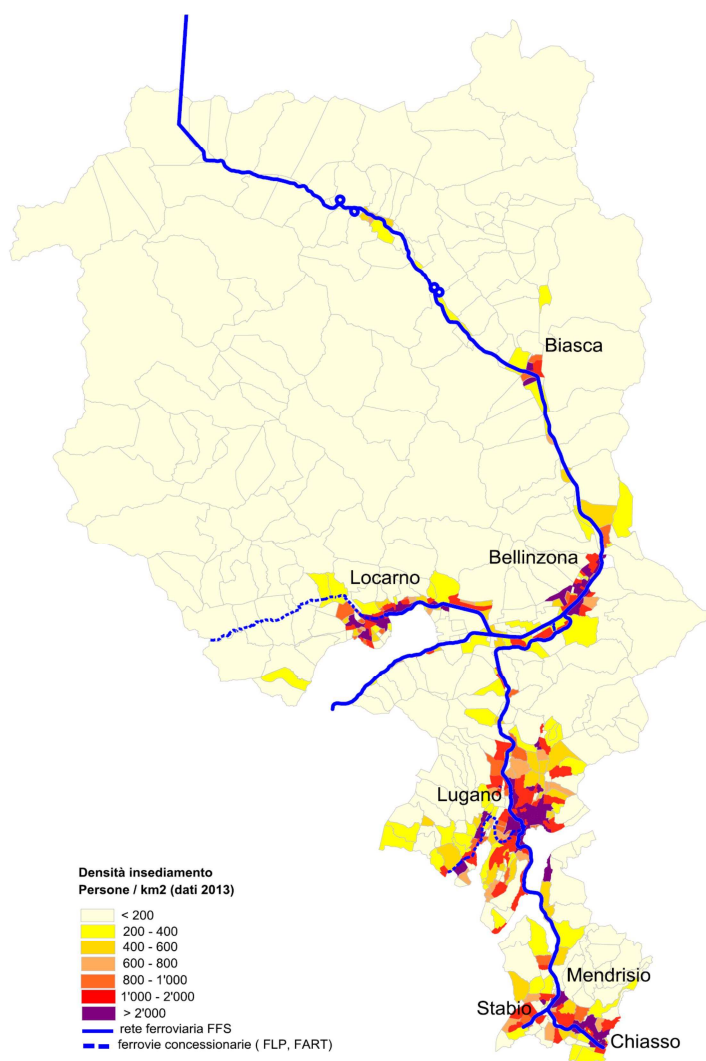 Biasca
Bellinzona
Locarno
Lugano
Mendrisio
Stabio
Chiasso
Densità insediamento
Persone / km2 (dati 2013)
< 200
200 - 400
400 - 600
600 - 800
800 - 1'000
1'000 - 2'000
> 2'000
rete ferroviaria FFS
ferrovie concessionarie ( FLP, FART)